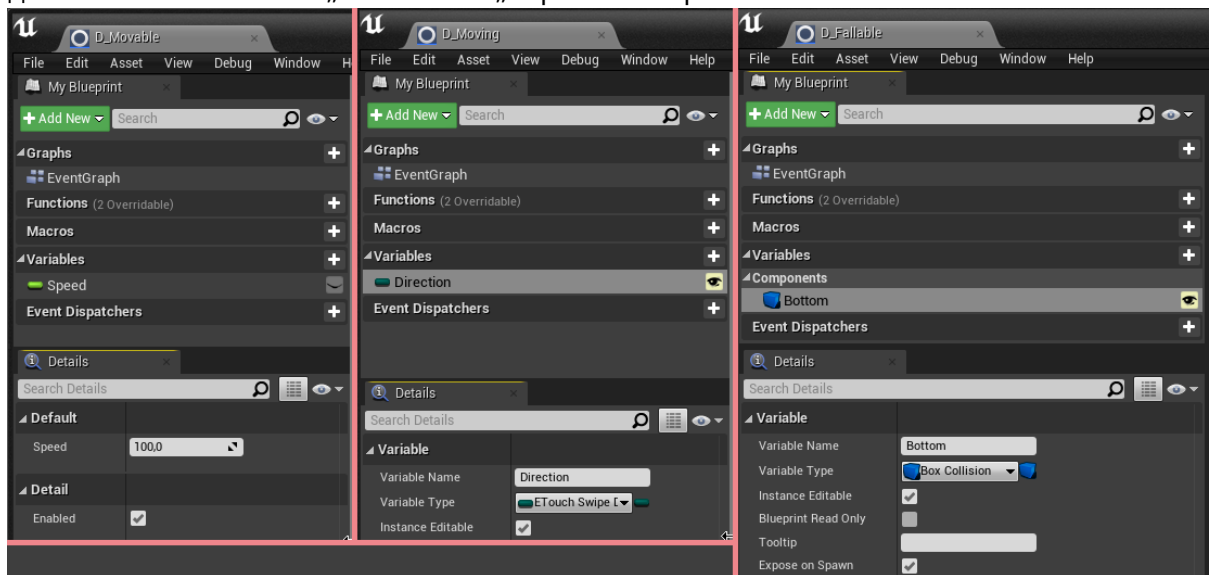 D_Movable
File Edit Asset View Debug Window H
My Blueprint
Add New
Search
Graphs
EventGraph
Functions (2 Overridable)
Macros
Variables
Speed
Event Dispatchers
Details
Search Details
Default
Speed 100,0
Detail
Enabled
D_Moving
File Edit Asset View Debug Window Help
My Blueprint
Add New
Search
Graphs
EventGraph
Functions (2 Overridable)
Macros
Variables
Direction
Event Dispatchers
Details
Search Details
Variable
Variable Name Direction
Variable Type ETouch Swipe
Instance Editable
D_Fallable
File Edit Asset View Debug Window Help
My Blueprint
Add New
Search
Graphs
EventGraph
Functions (2 Overridable)
Macros
Variables
Components
Bottom
Event Dispatchers
Details
Search Details
Variable
Variable Name Bottom
Variable Type Box Collision
Instance Editable
Blueprint Read Only
Tooltip
Expose on Spawn